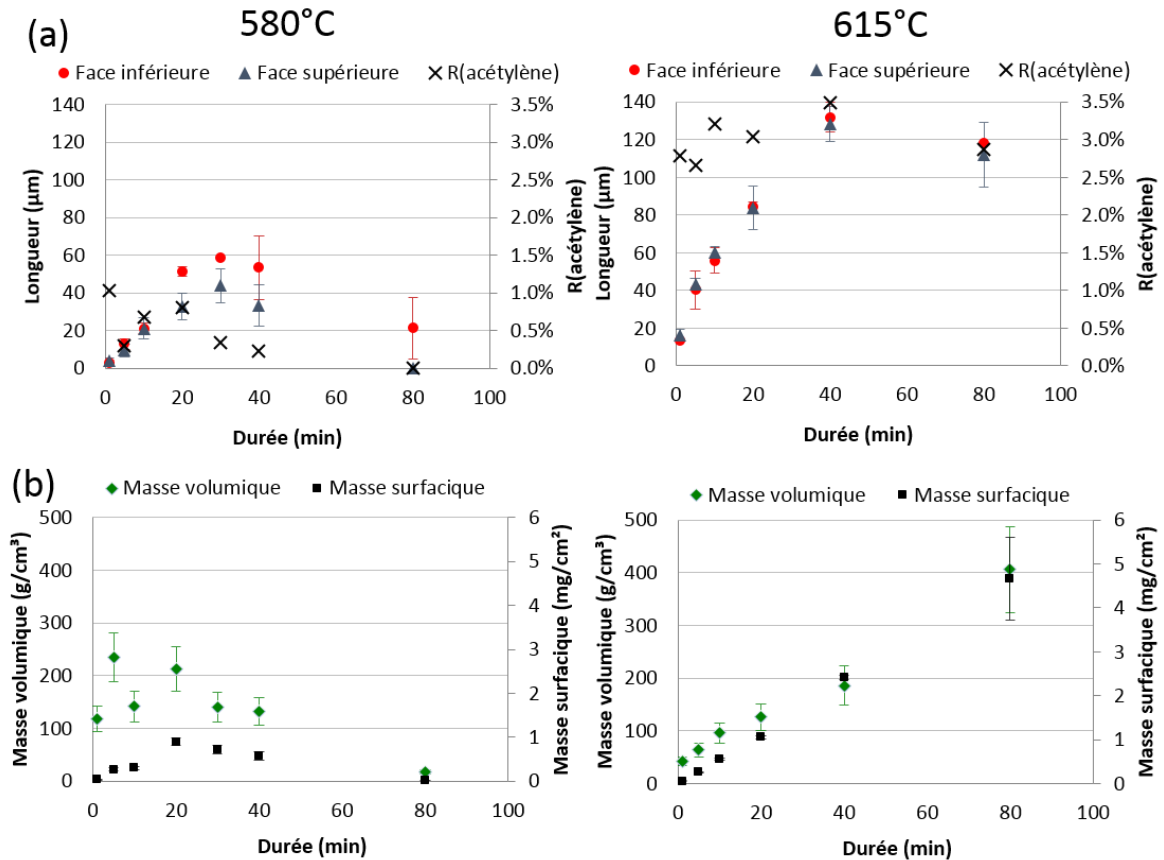 (a)
580°C
615°C
Face inférieure Face supérieure R(acétylène)
Face inférieure Face supérieure R(acétylène)
Longueur (µm)
140
120
100
80
60
40
20
0
3.5%
3.0%
2.5%
2.0%
1.5%
1.0%
0.5%
0.0%
R(acétylène)
0 20 40 60 80 100
Durée (min)
Longueur (µm)
140
120
100
80
60
40
20
0
3.5%
3.0%
2.5%
2.0%
1.5%
1.0%
0.5%
0.0%
R(acétylène)
0 20 40 60 80 100
Durée (min)
(b)
Masse volumique Masse surfacique
Masse volumique Masse surfacique
Masse volumique (g/cm³)
500
400
300
200
100
0
6
5
4
3
2
1
0
Masse surfacique (mg/cm²)
0 20 40 60 80 100
Durée (min)
Masse volumique (g/cm³)
500
400
300
200
100
0
6
5
4
3
2
1
0
Masse surfacique (mg/cm²)
0 20 40 60 80 100
Durée (min)